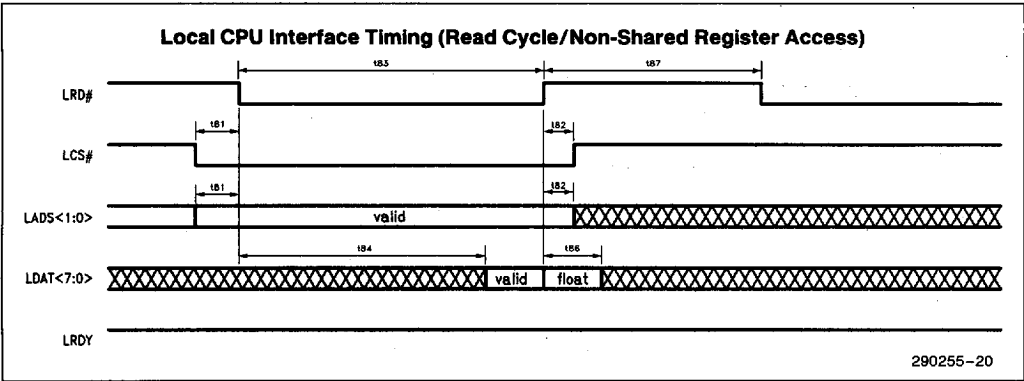 Local CPU Interface Timing (Read Cycle/Non-Shared Register Access)
t83 t87
LRD#
t81 t82
LCS#
t81 t82
LADS<1:0> valid
t84 t86
LDAT<7:0> valid float
LRDY
290255-20